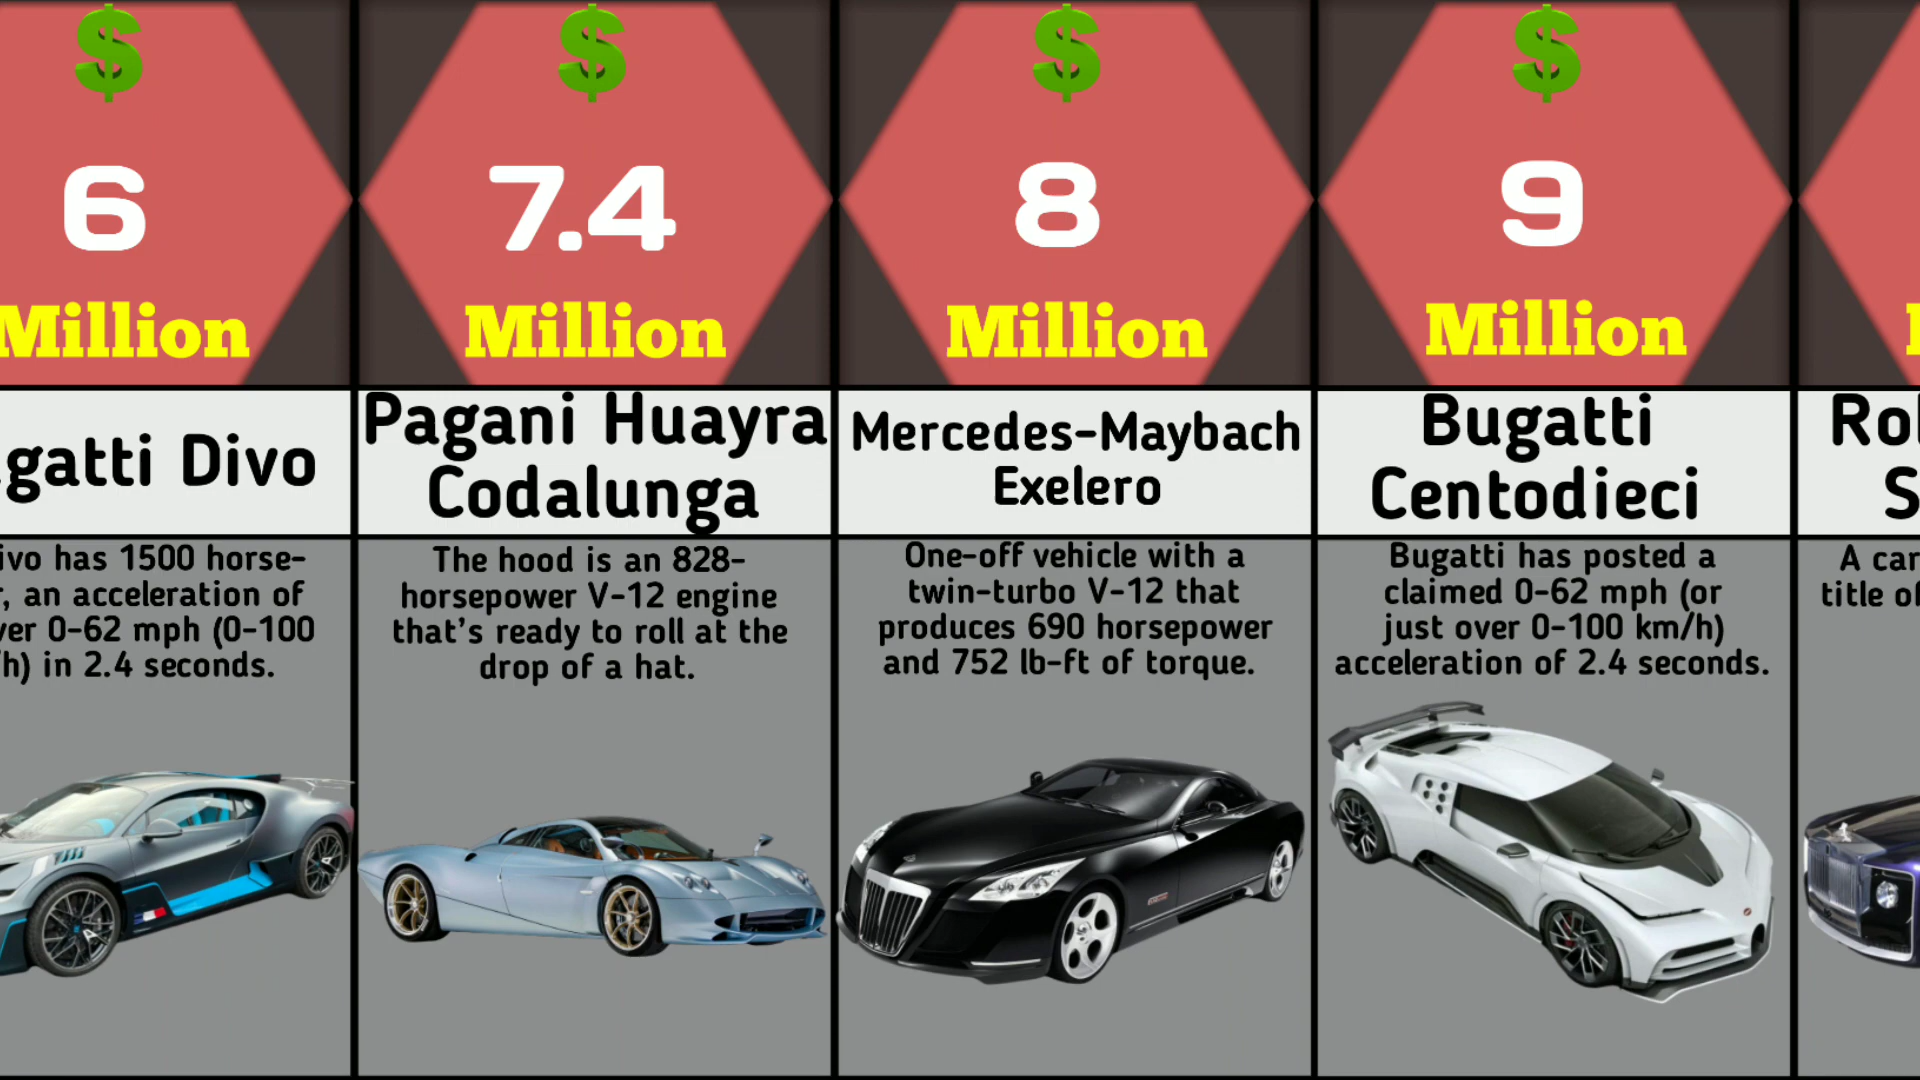 $
6
Million
gatti Divo
ivo has 1500 horse-
, an acceleration of
ver 0-62 mph (0-100
h) in 2.4 seconds.
$
7.4
Million
Pagani Huayra
Codalunga
The hood is an 828-
horsepower V-12 engine
that's ready to roll at the
drop of a hat.
$
8
Million
Mercedes-Maybach
Exelero
One-off vehicle with a
twin-turbo V-12 that
produces 690 horsepower
and 752 lb-ft of torque.
$
9
Million
Bugatti
Centodieci
Bugatti has posted a
claimed 0-62 mph (or
just over 0-100 km/h)
acceleration of 2.4 seconds.
Rol
S
A car
title of